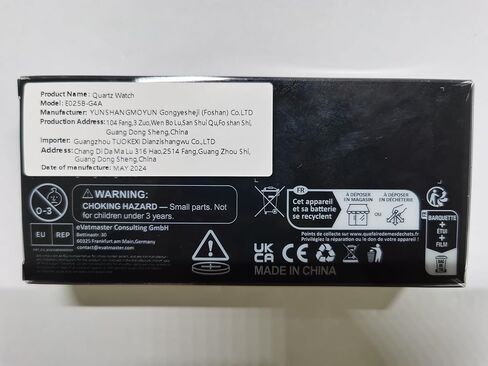 Product Name: Quartz Watch
Model: E025B-G4A
Manufacturer: YUNSHANGMOYUN Gongyesheji (Foshan) Co,LTD
Production Address: 104 Fang,3 Zuo,Wen Bo Lu,San Shui Qu,Fo shan Shi,
Guang Dong Sheng,China
Importer: Guangzhou TUOKEXI Dianzishangwu Co.,LTD
Address: Chang Di Da Ma Lu 316 Hao,2514 Fang,Guang Zhou Shi,
Guang Dong Sheng,China
Date of manufacture: MAY 2024
0-3
WARNING:
CHOKING HAZARD — Small parts. Not
for children under 3 years.
EU REP
eVatmaster Consulting GmbH
Bettinastr. 30
60325 Frankfurt am Main,Germany
contact@evatmaster.com
UK
CA
MADE IN CHINA
FR
Cet appareil
et sa batterie
se recyclent
À DÉPOSER
EN MAGASIN
OU
À DÉPOSER
EN DÉCHÈTERIE
Points de collecte sur www.quefairedemesdechets.fr
Privilégiez la réparation ou le don de votre appareil !
BARQUETTE
+
ÉTUI
+
FILM